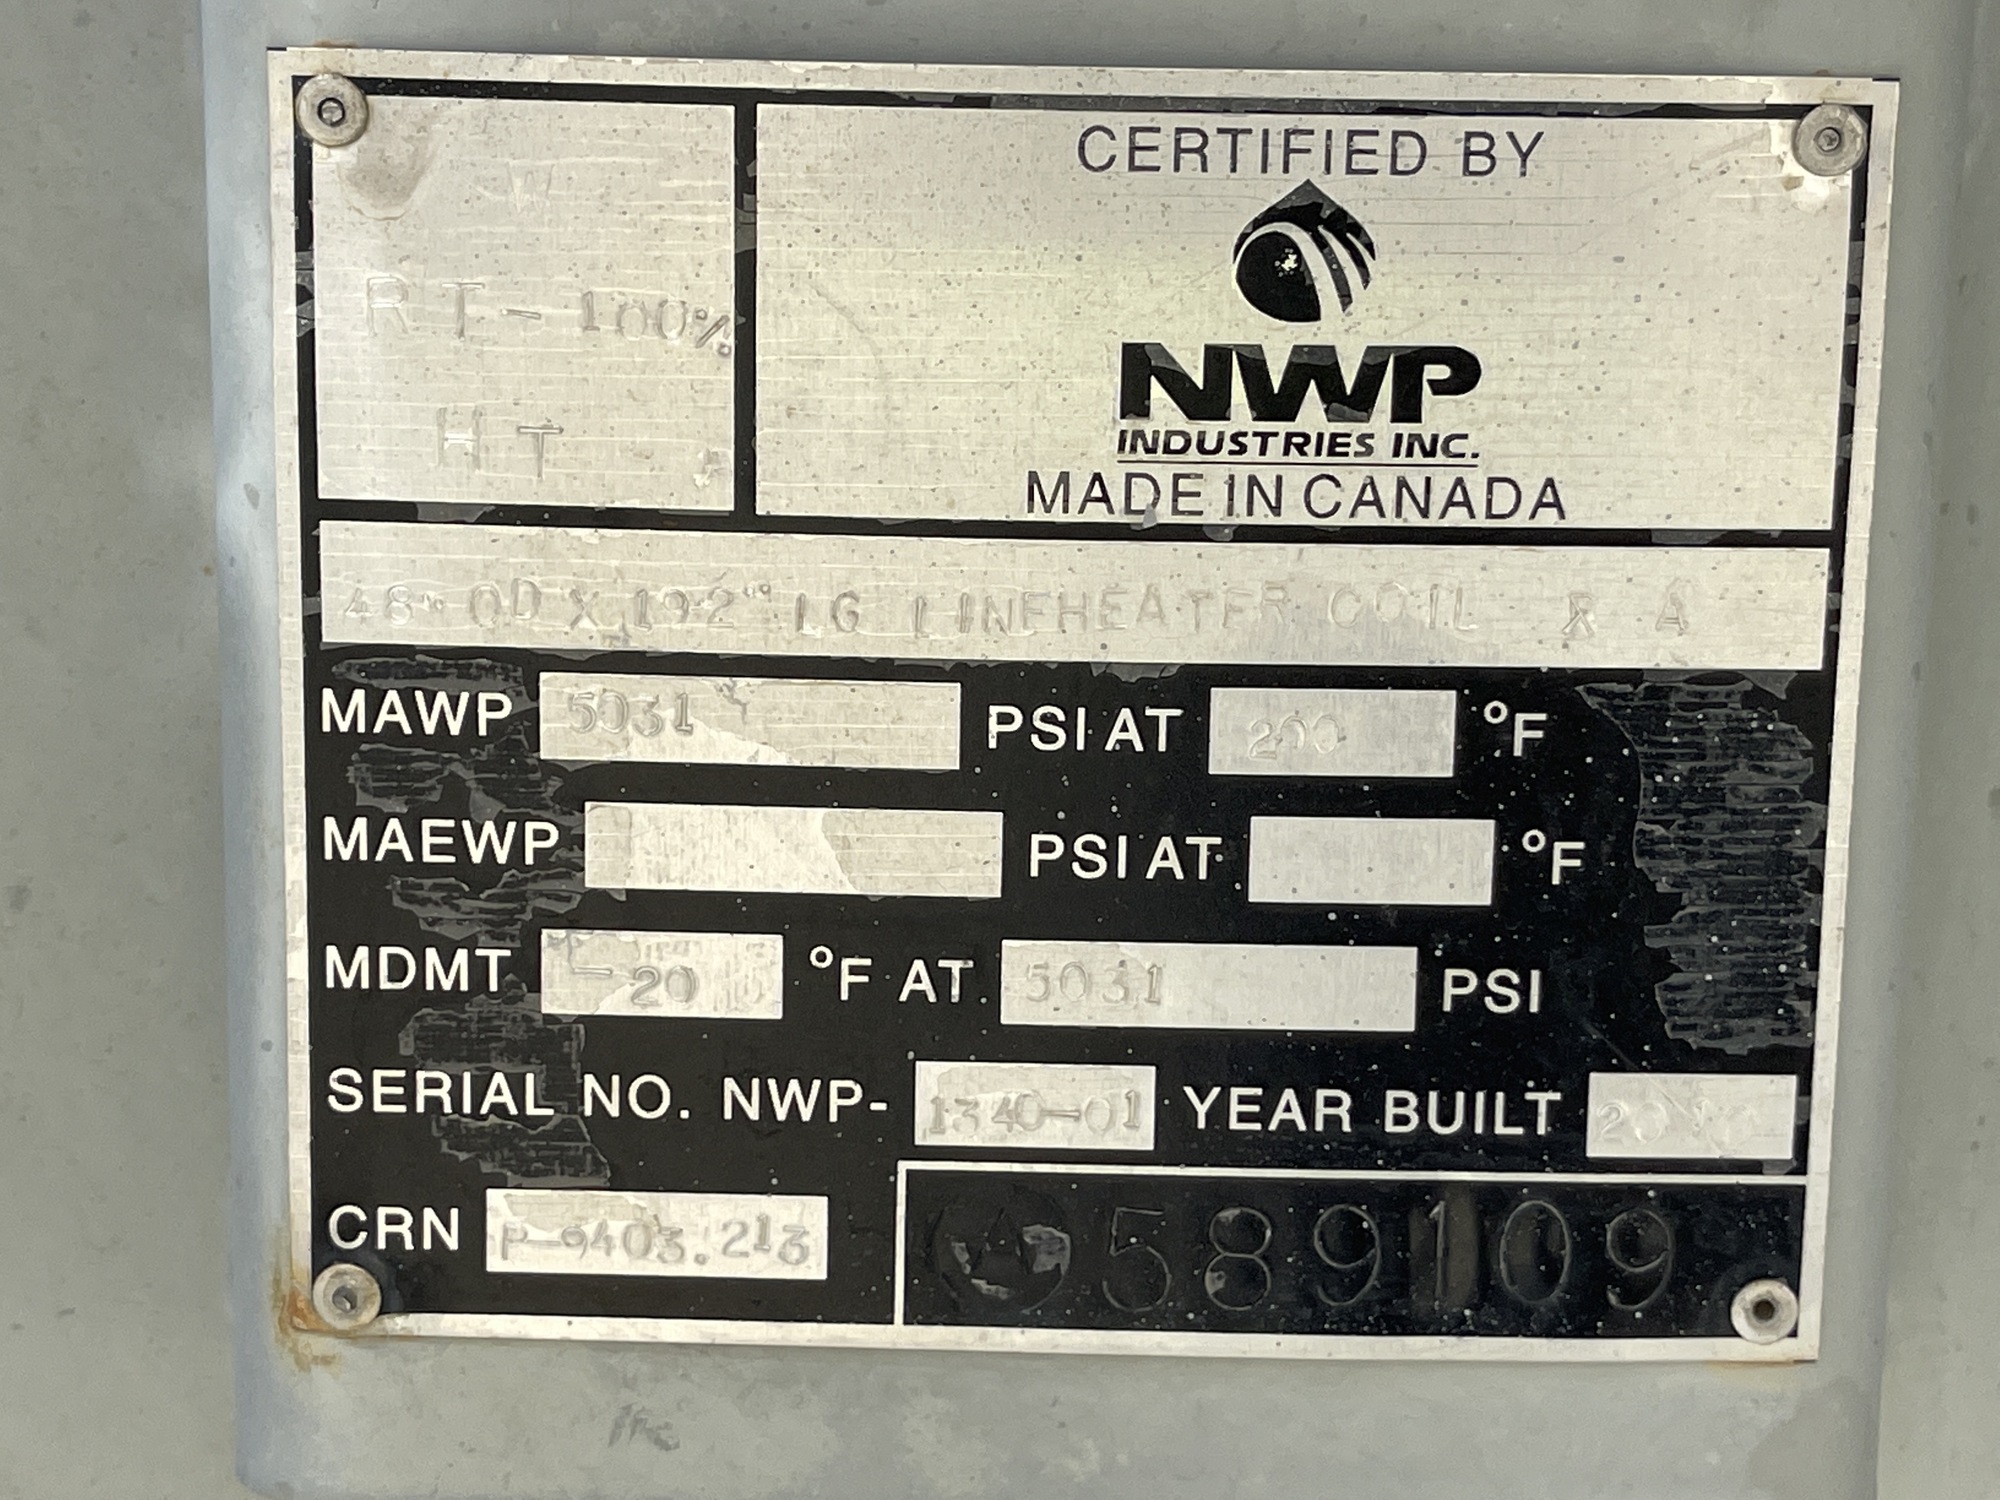 W
RT-100%
HT
CERTIFIED BY
NWP
INDUSTRIES INC.
MADE IN CANADA
48" OD X 192" LG LINEHEATER COIL & A
MAWP 5031 PSI AT 200 °F
MAEWP PSI AT °F
MDMT -20 °F AT 5031 PSI
SERIAL NO. NWP-1340-01 YEAR BUILT
CRN P-9403.213
A589109